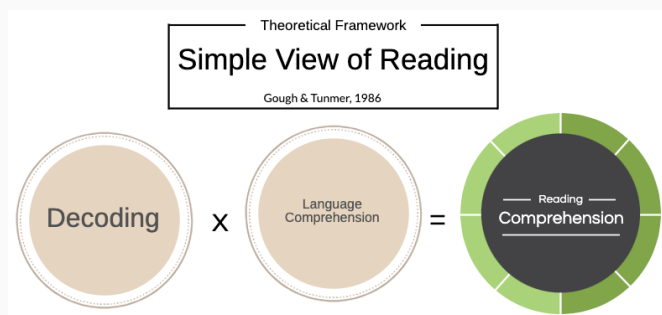 Theoretical Framework
Simple View of Reading
Gough & Tunmer, 1986
Decoding
x
Language
Comprehension
=
Reading
Comprehension